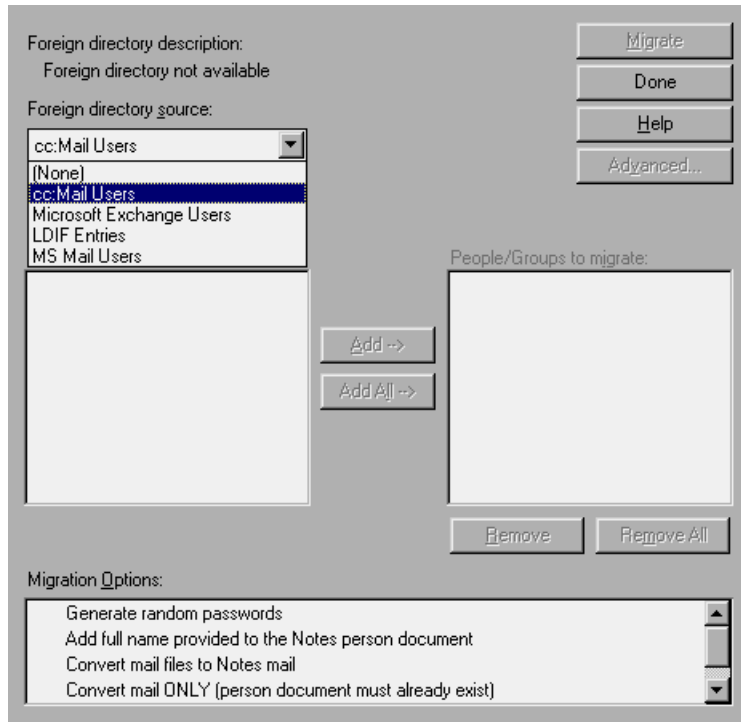 Foreign directory description:
Foreign directory not available
Foreign directory source:
cc:Mail Users
(None)
cc:Mail Users
Microsoft Exchange Users
LDIF Entries
MS Mail Users
Migrate
Done
Help
Advanced...
People/Groups to migrate:
Add -->
Add All -->
Remove
Remove All
Migration Options:
Generate random passwords
Add full name provided to the Notes person document
Convert mail files to Notes mail
Convert mail ONLY (person document must already exist)